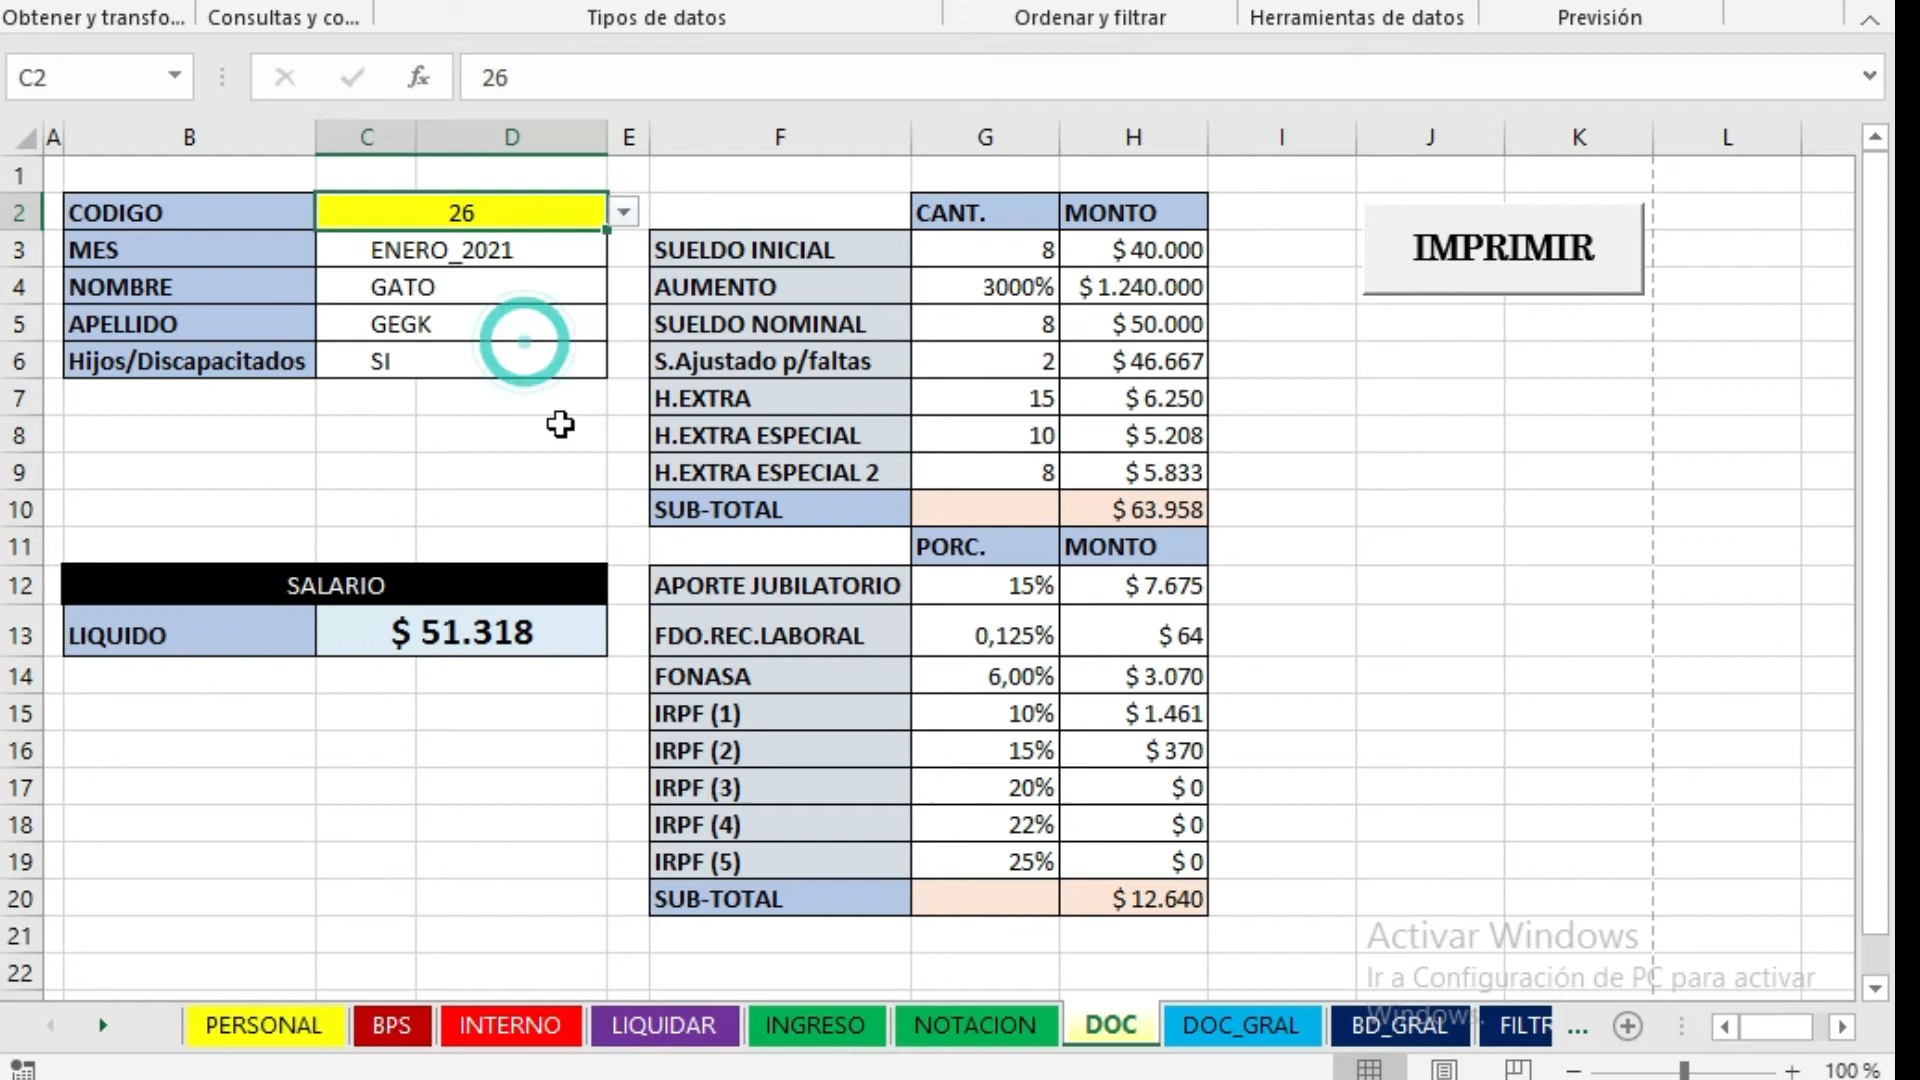 Obtener y transfo... Consultas y co... Tipos de datos Ordenar y filtrar Herramientas de datos Previsión
C2 fx 26
A B C D E F G H I J K L
1
2 CODIGO 26 CANT. MONTO
3 MES ENERO_2021 SUELDO INICIAL 8 $ 40.000
IMPRIMIR
4 NOMBRE GATO AUMENTO 3000% $ 1.240.000
5 APELLIDO GEGK SUELDO NOMINAL 8 $ 50.000
6 Hijos/Discapacitados SI S.Ajustado p/faltas 2 $ 46.667
7 H.EXTRA 15 $ 6.250
8 H.EXTRA ESPECIAL 10 $ 5.208
9 H.EXTRA ESPECIAL 2 8 $ 5.833
10 SUB-TOTAL $ 63.958
11 PORC. MONTO
12 SALARIO APORTE JUBILATORIO 15% $ 7.675
13 LIQUIDO $ 51.318 FDO.REC.LABORAL 0,125% $ 64
14 FONASA 6,00% $ 3.070
15 IRPF (1) 10% $ 1.461
16 IRPF (2) 15% $ 370
17 IRPF (3) 20% $ 0
18 IRPF (4) 22% $ 0
19 IRPF (5) 25% $ 0
20 SUB-TOTAL $ 12.640
21
22
Activar Windows
Ir a Configuración de PC para activar
Windows.
PERSONAL BPS INTERNO LIQUIDAR INGRESO NOTACION DOC DOC_GRAL BD_GRAL FILTR ...
100 %